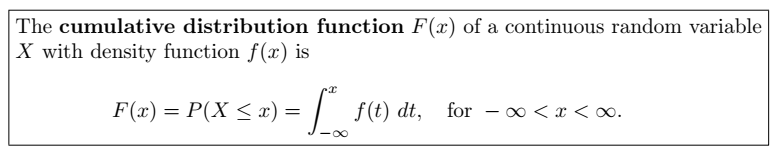 The cumulative distribution function F(x) of a continuous random variable
X with density function f(x) is
F(x) = P(X ≤ x) = ∫_{−∞}^{x} f(t) dt, for − ∞ < x < ∞.